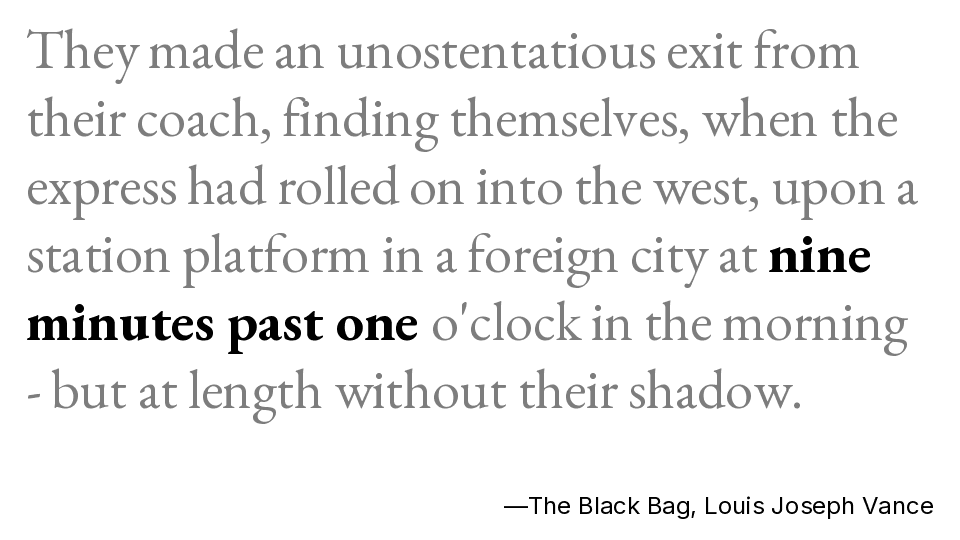 They made an unostentatious exit from
their coach, finding themselves, when the
express had rolled on into the west, upon a
station platform in a foreign city at nine
minutes past one o'clock in the morning
- but at length without their shadow.
—The Black Bag, Louis Joseph Vance